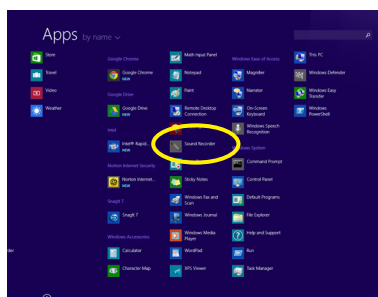 Apps by name
Store
Travel
Video
Weather
Google Chrome
Google Chrome
NEW
Google Drive
Google Drive
NEW
Intel
Intel® Rapid...
NEW
Norton Internet Security
Norton Internet...
NEW
SnagIt 7
SnagIt 7
Windows Accessories
Calculator
Character Map
Math Input Panel
Notepad
Paint
Remote Desktop
Connection
Sound Recorder
Sticky Notes
Windows Fax and
Scan
Windows Journal
Windows Media
Player
WordPad
XPS Viewer
Windows Ease of Access
Magnifier
Narrator
On-Screen
Keyboard
Windows Speech
Recognition
Windows System
Command Prompt
Control Panel
Default Programs
File Explorer
Help and Support
Run
Task Manager
This PC
Windows Defender
Windows Easy
Transfer
Windows
PowerShell